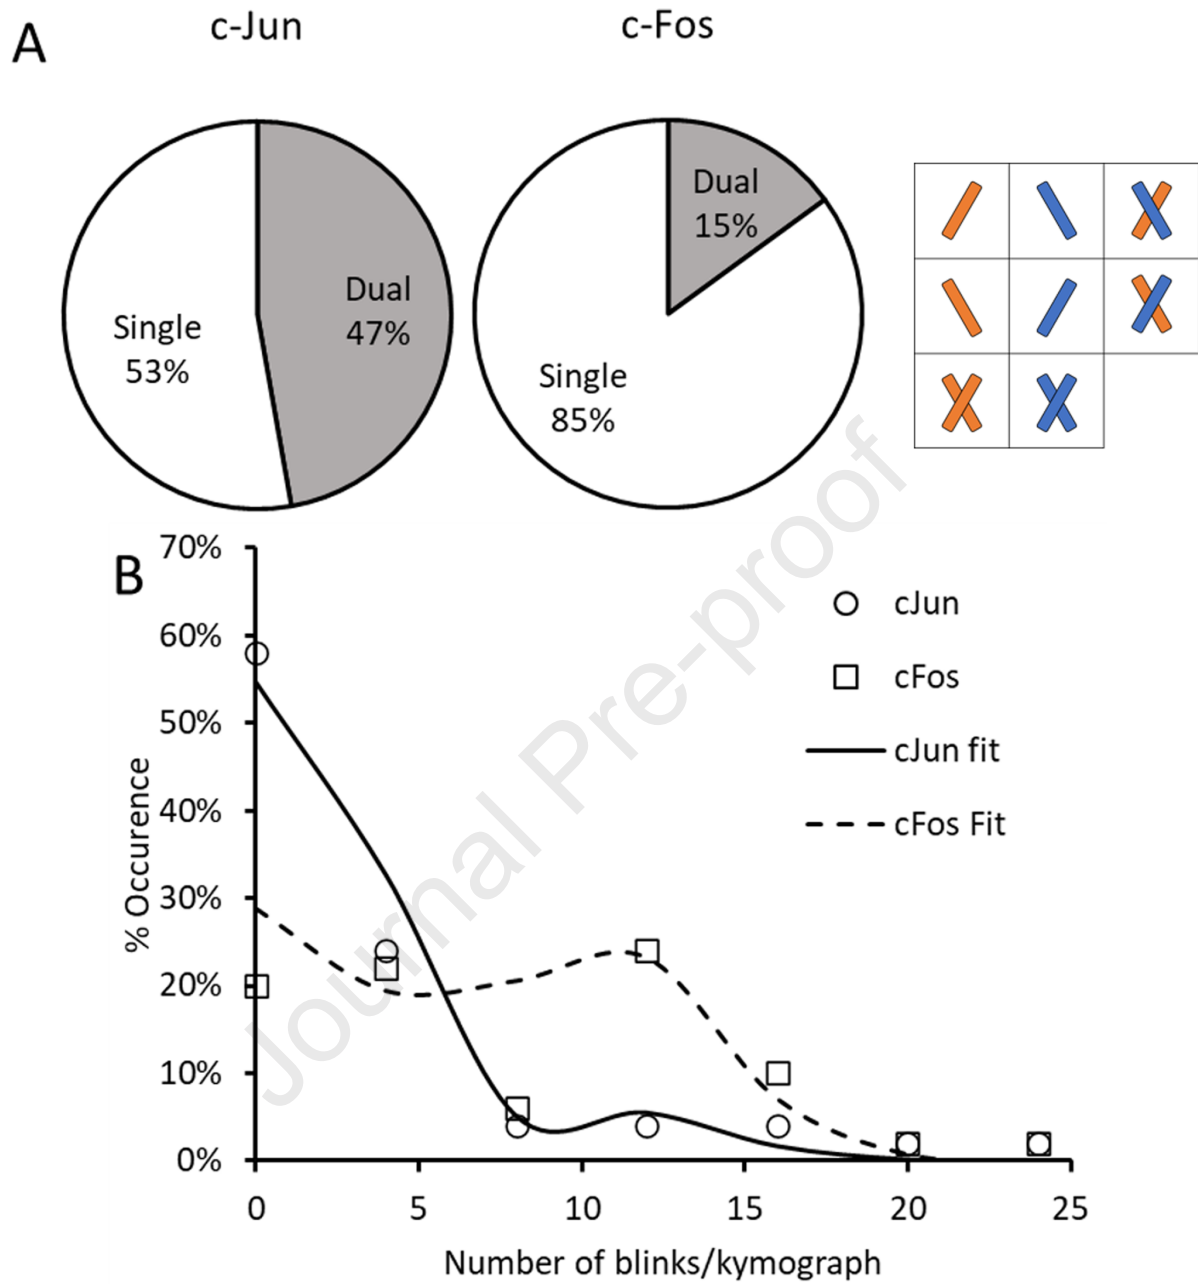 A
c-Jun
c-Fos
Dual
47%
Single
53%
Dual
15%
Single
85%
B
70%
60%
50%
40%
30%
20%
10%
0%
% Occurence
0
5
10
15
20
25
Number of blinks/kymograph
cJun
cFos
cJun fit
cFos Fit
Journal Pre-proof